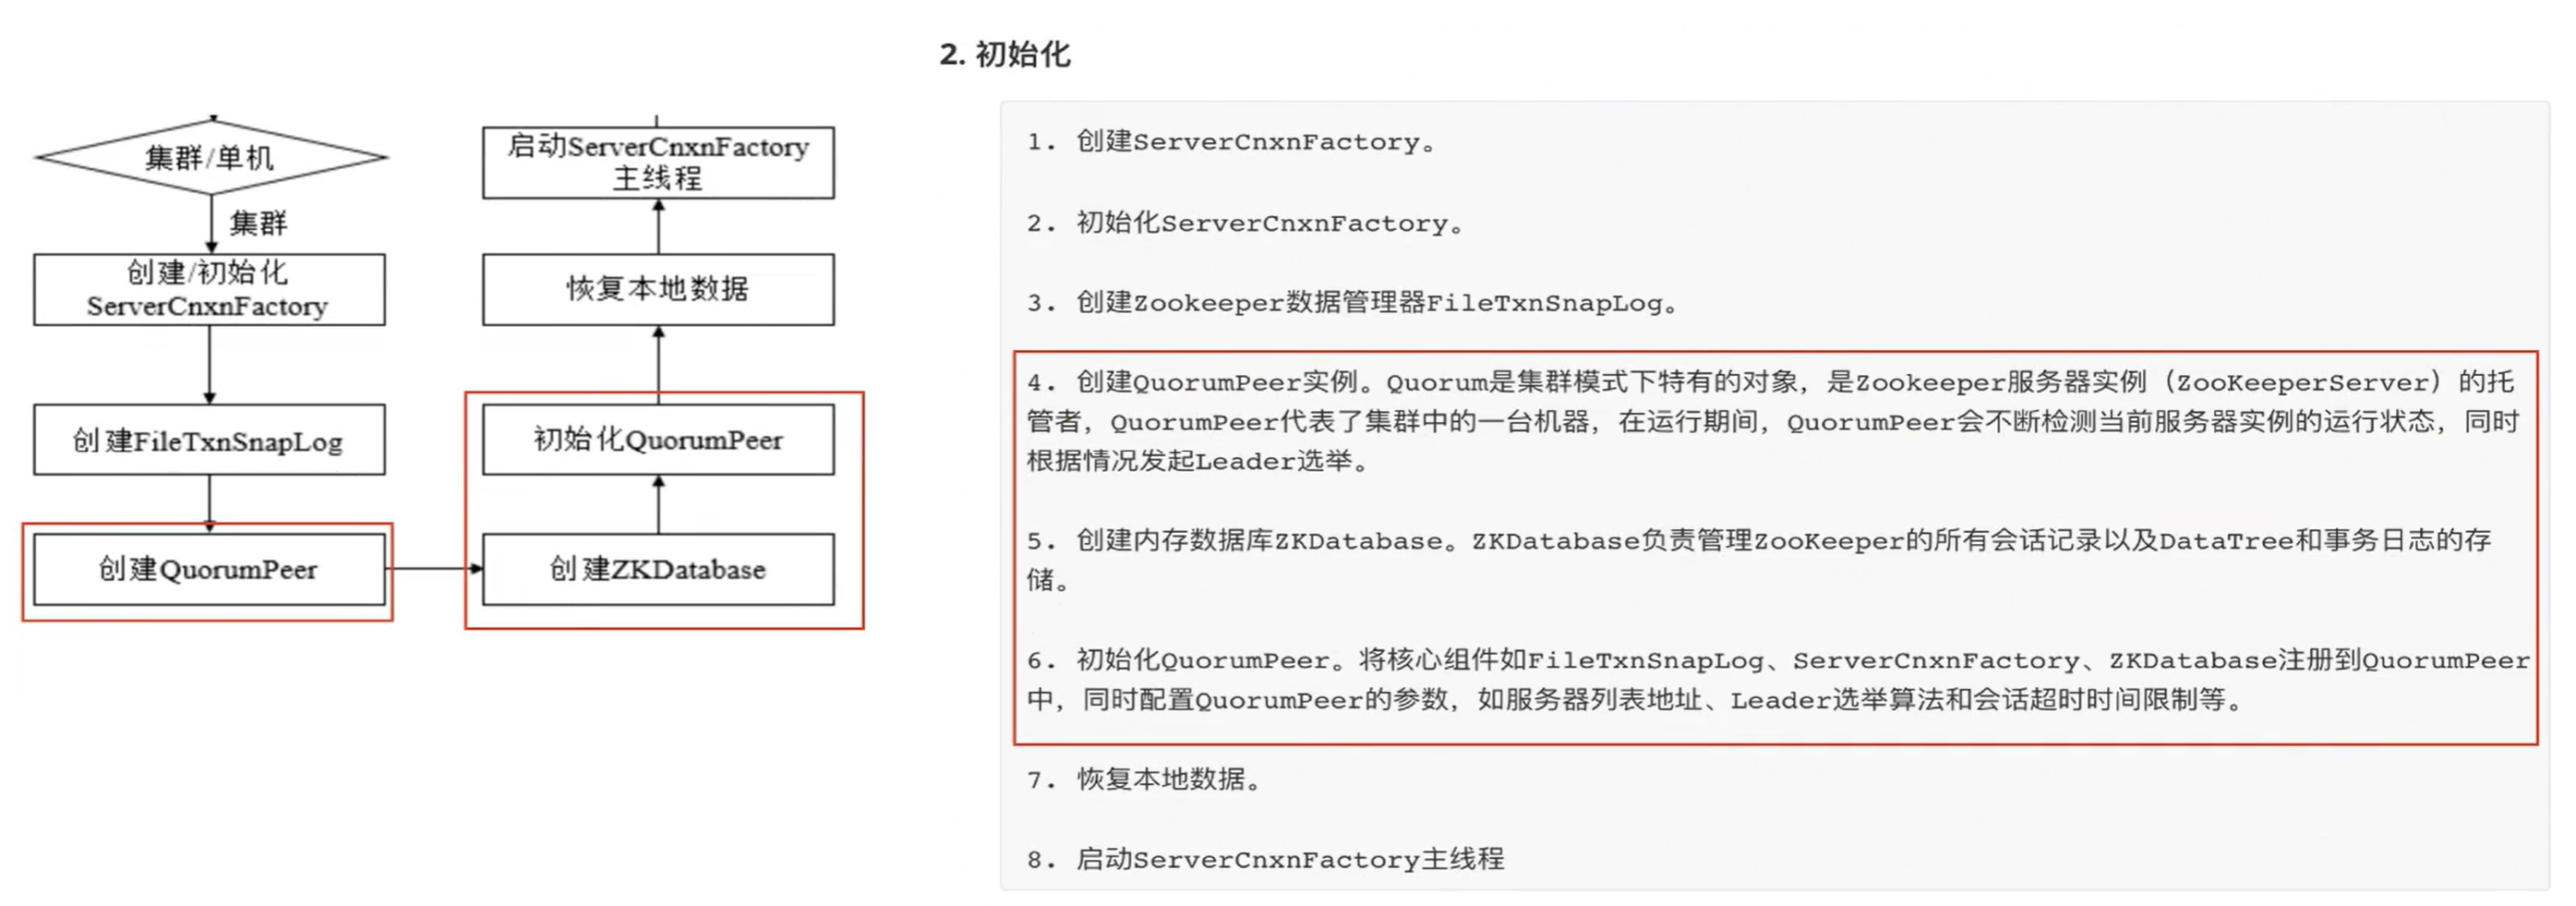 集群/单机
集群
创建/初始化
ServerCnxnFactory
创建FileTxnSnapLog
创建QuorumPeer
启动ServerCnxnFactory
主线程
恢复本地数据
初始化QuorumPeer
创建ZKDatabase
2. 初始化
1. 创建ServerCnxnFactory。
2. 初始化ServerCnxnFactory。
3. 创建Zookeeper数据管理器FileTxnSnapLog。
4. 创建QuorumPeer实例。Quorum是集群模式下特有的对象，是Zookeeper服务器实例（ZooKeeperServer）的托
管者，QuorumPeer代表了集群中的一台机器，在运行期间，QuorumPeer会不断检测当前服务器实例的运行状态，同时
根据情况发起Leader选举。
5. 创建内存数据库ZKDatabase。ZKDatabase负责管理ZooKeeper的所有会话记录以及DataTree和事务日志的存
储。
6. 初始化QuorumPeer。将核心组件如FileTxnSnapLog、ServerCnxnFactory、ZKDatabase注册到QuorumPeer
中，同时配置QuorumPeer的参数，如服务器列表地址、Leader选举算法和会话超时时间限制等。
7. 恢复本地数据。
8. 启动ServerCnxnFactory主线程